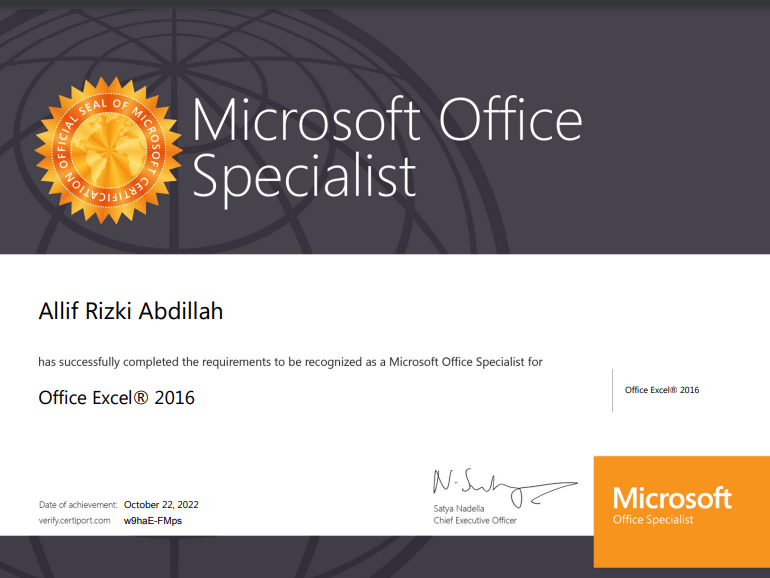 OFFICIAL SEAL OF MICROSOFT CERTIFICATION
Microsoft Office
Specialist
Allif Rizki Abdillah
has successfully completed the requirements to be recognized as a Microsoft Office Specialist for
Office Excel® 2016
Office Excel® 2016
Date of achievement: October 22, 2022
verify.certiport.com w9haE-FMps
Satya Nadella
Chief Executive Officer
Microsoft
Office Specialist